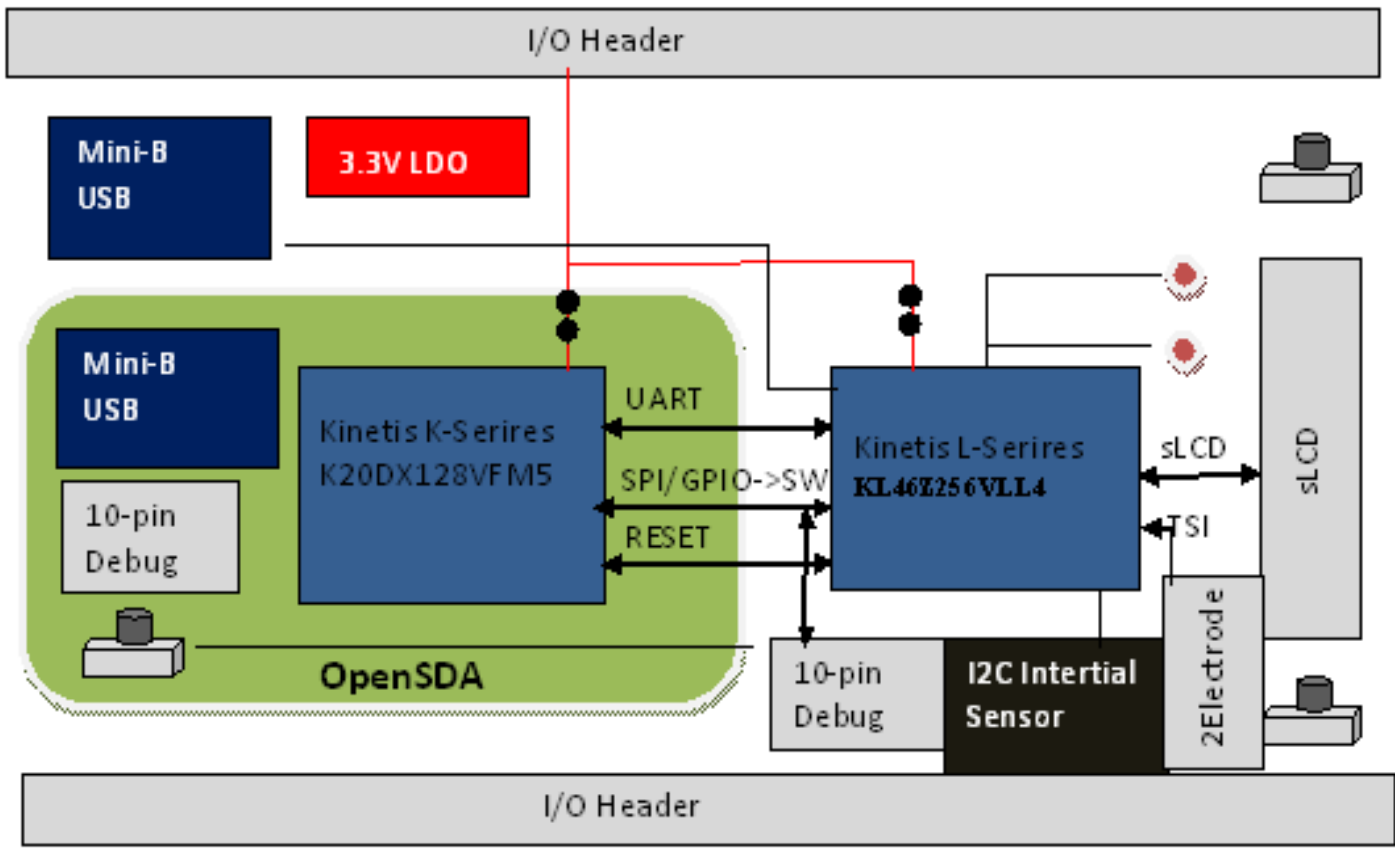 I/O Header
Mini-B
USB
3.3V LDO
Mini-B
USB
10-pin
Debug
Kinetis K-Serires
K20DX128VFM5
OpenSDA
UART
SPI/GPIO->SW
RESET
Kinetis L-Serires
KL46Z256VLL4
sLCD
TSI
sLCD
10-pin
Debug
I2C Intertial
Sensor
2Electrode
I/O Header